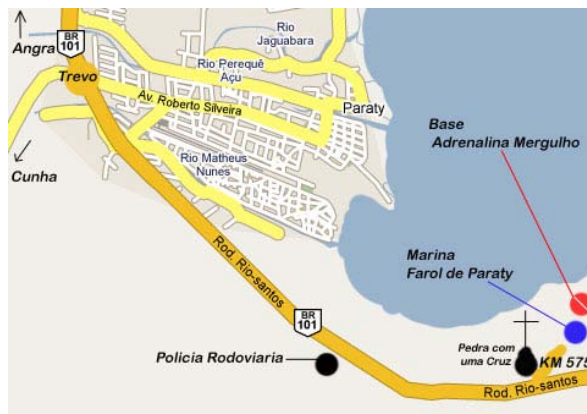 BR
101
Angra
Rio
Jaguabara
Rio Perequê
Açu
Trevo
Av. Roberto Silveira
Paraty
Base
Adrenalina Mergulho
Cunha
Rio Matheus
Nunes
Rod. Rio-santos
Marina
Farol de Paraty
BR
101
Policia Rodoviaria
Pedra com
uma Cruz
KM 575
Rod. Rio-santos